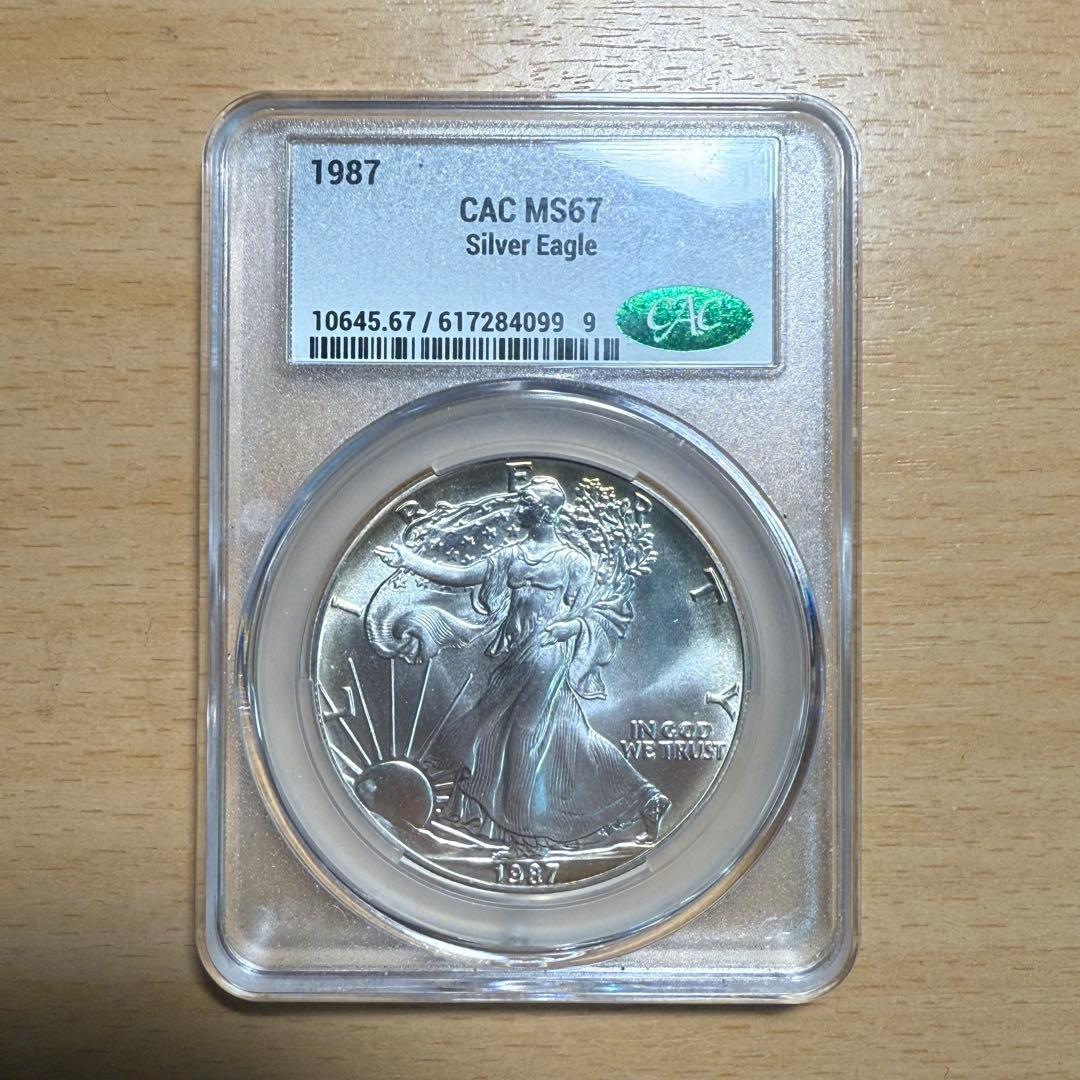 1987
CAC MS67
Silver Eagle
10645.67 / 617284099 9
CAC
LIBERTY
IN GOD
WE TRUST
1987